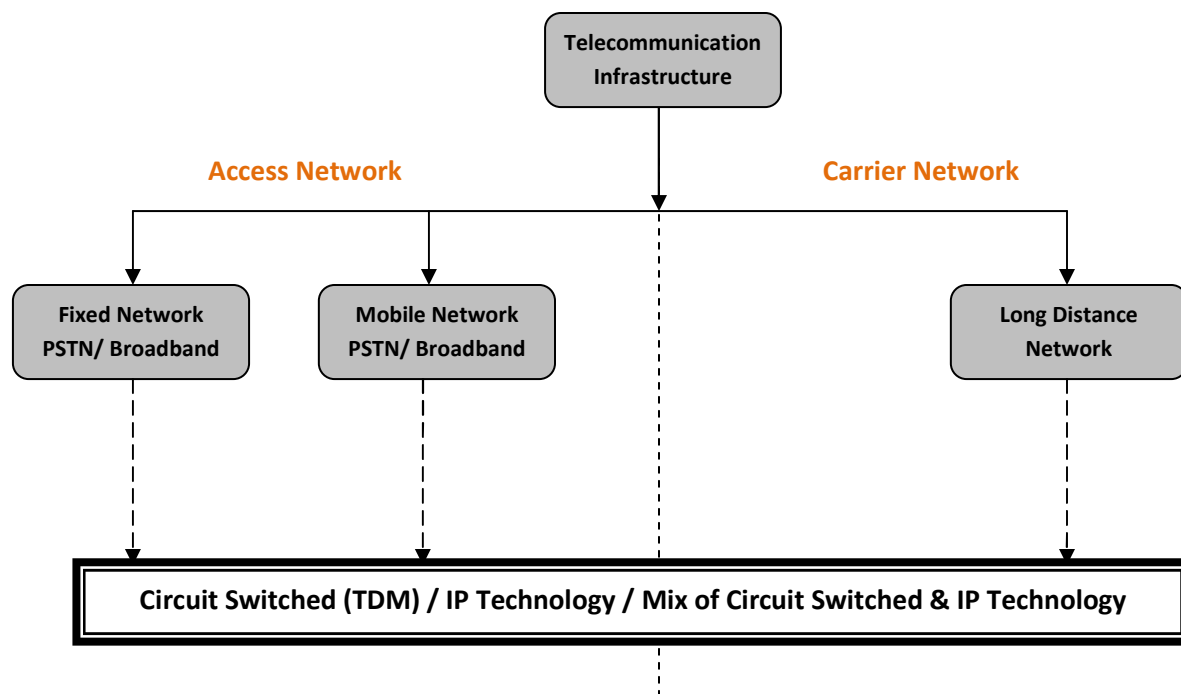 Telecommunication
Infrastructure
Access Network
Carrier Network
Fixed Network
PSTN/ Broadband
Mobile Network
PSTN/ Broadband
Long Distance
Network
Circuit Switched (TDM) / IP Technology / Mix of Circuit Switched & IP Technology